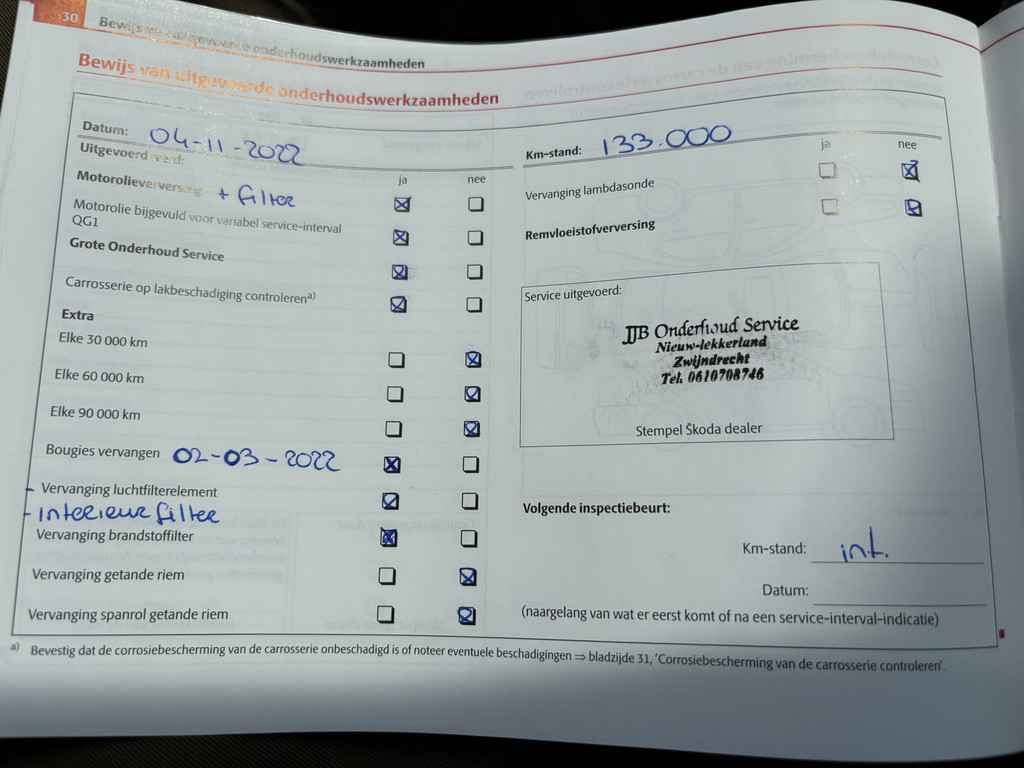 30 Bewijs van uitgevoerde onderhoudswerkzaamheden
Bewijs van uitgevoerde onderhoudswerkzaamheden
Datum: 04-11-2022
Uitgevoerd werd:
ja nee
Motorolieverversing + filter
Motorolie bijgevuld voor variabel service-interval
QG1
Grote Onderhoud Service
Carrosserie op lakbeschadiging controleren a)
Extra
Elke 30 000 km
Elke 60 000 km
Elke 90 000 km
Bougies vervangen 02-03-2022
- Vervanging luchtfilterelement
- interieur filter
Vervanging brandstoffilter
Vervanging getande riem
Vervanging spanrol getande riem
Km-stand: 133.000
ja nee
Vervanging lambdasonde
Remvloeistofverversing
Service uitgevoerd:
JJB Onderhoud Service
Nieuw-lekkerland
Zwijndrecht
Tel. 0610708746
Stempel Škoda dealer
Volgende inspectiebeurt:
Km-stand: int.
Datum:
(naargelang van wat er eerst komt of na een service-interval-indicatie)
a) Bevestig dat de corrosiebescherming van de carrosserie onbeschadigd is of noteer eventuele beschadigingen ⇒ bladzijde 31, 'Corrosiebescherming van de carrosserie controleren'.